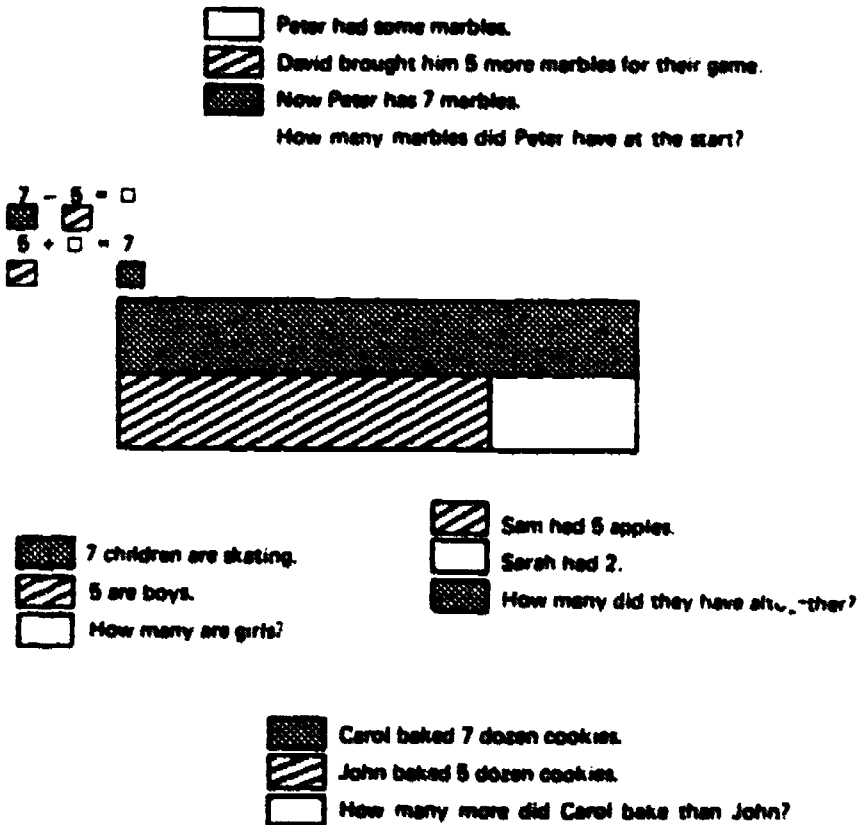 Peter had some marbles.
David brought him 5 more marbles for their game.
Now Peter has 7 marbles.
How many marbles did Peter have at the start?
7 - 5 = □
5 + □ = 7
7 children are skating.
5 are boys.
How many are girls?
Sam had 5 apples.
Sarah had 2.
How many did they have
Carol baked 7 dozen cookies.
John baked 5 dozen cookies.
How many more did Carol bake than John?